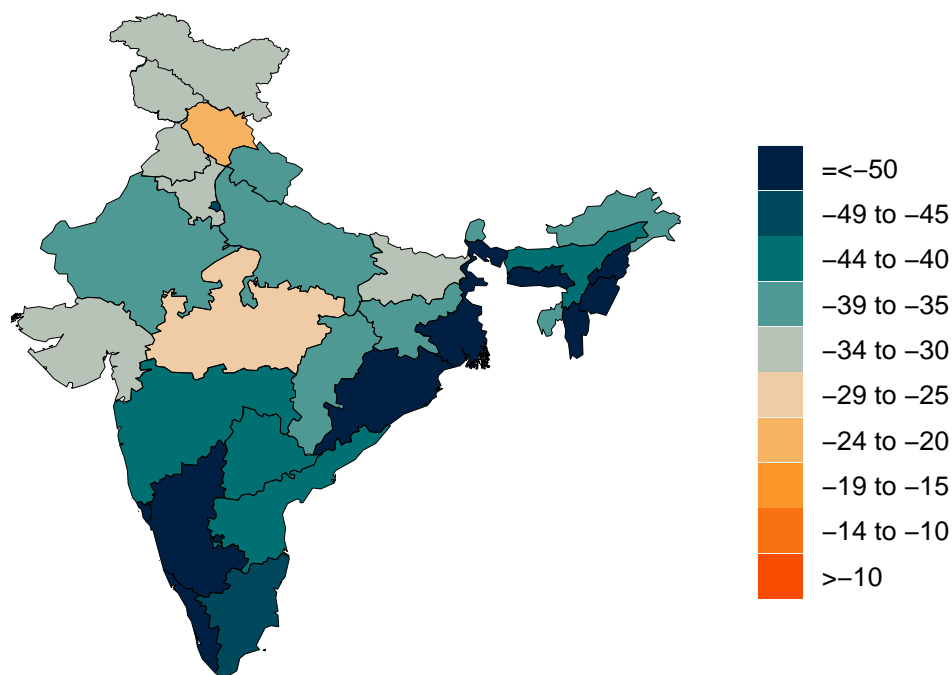 =<−50
−49 to −45
−44 to −40
−39 to −35
−34 to −30
−29 to −25
−24 to −20
−19 to −15
−14 to −10
>−10